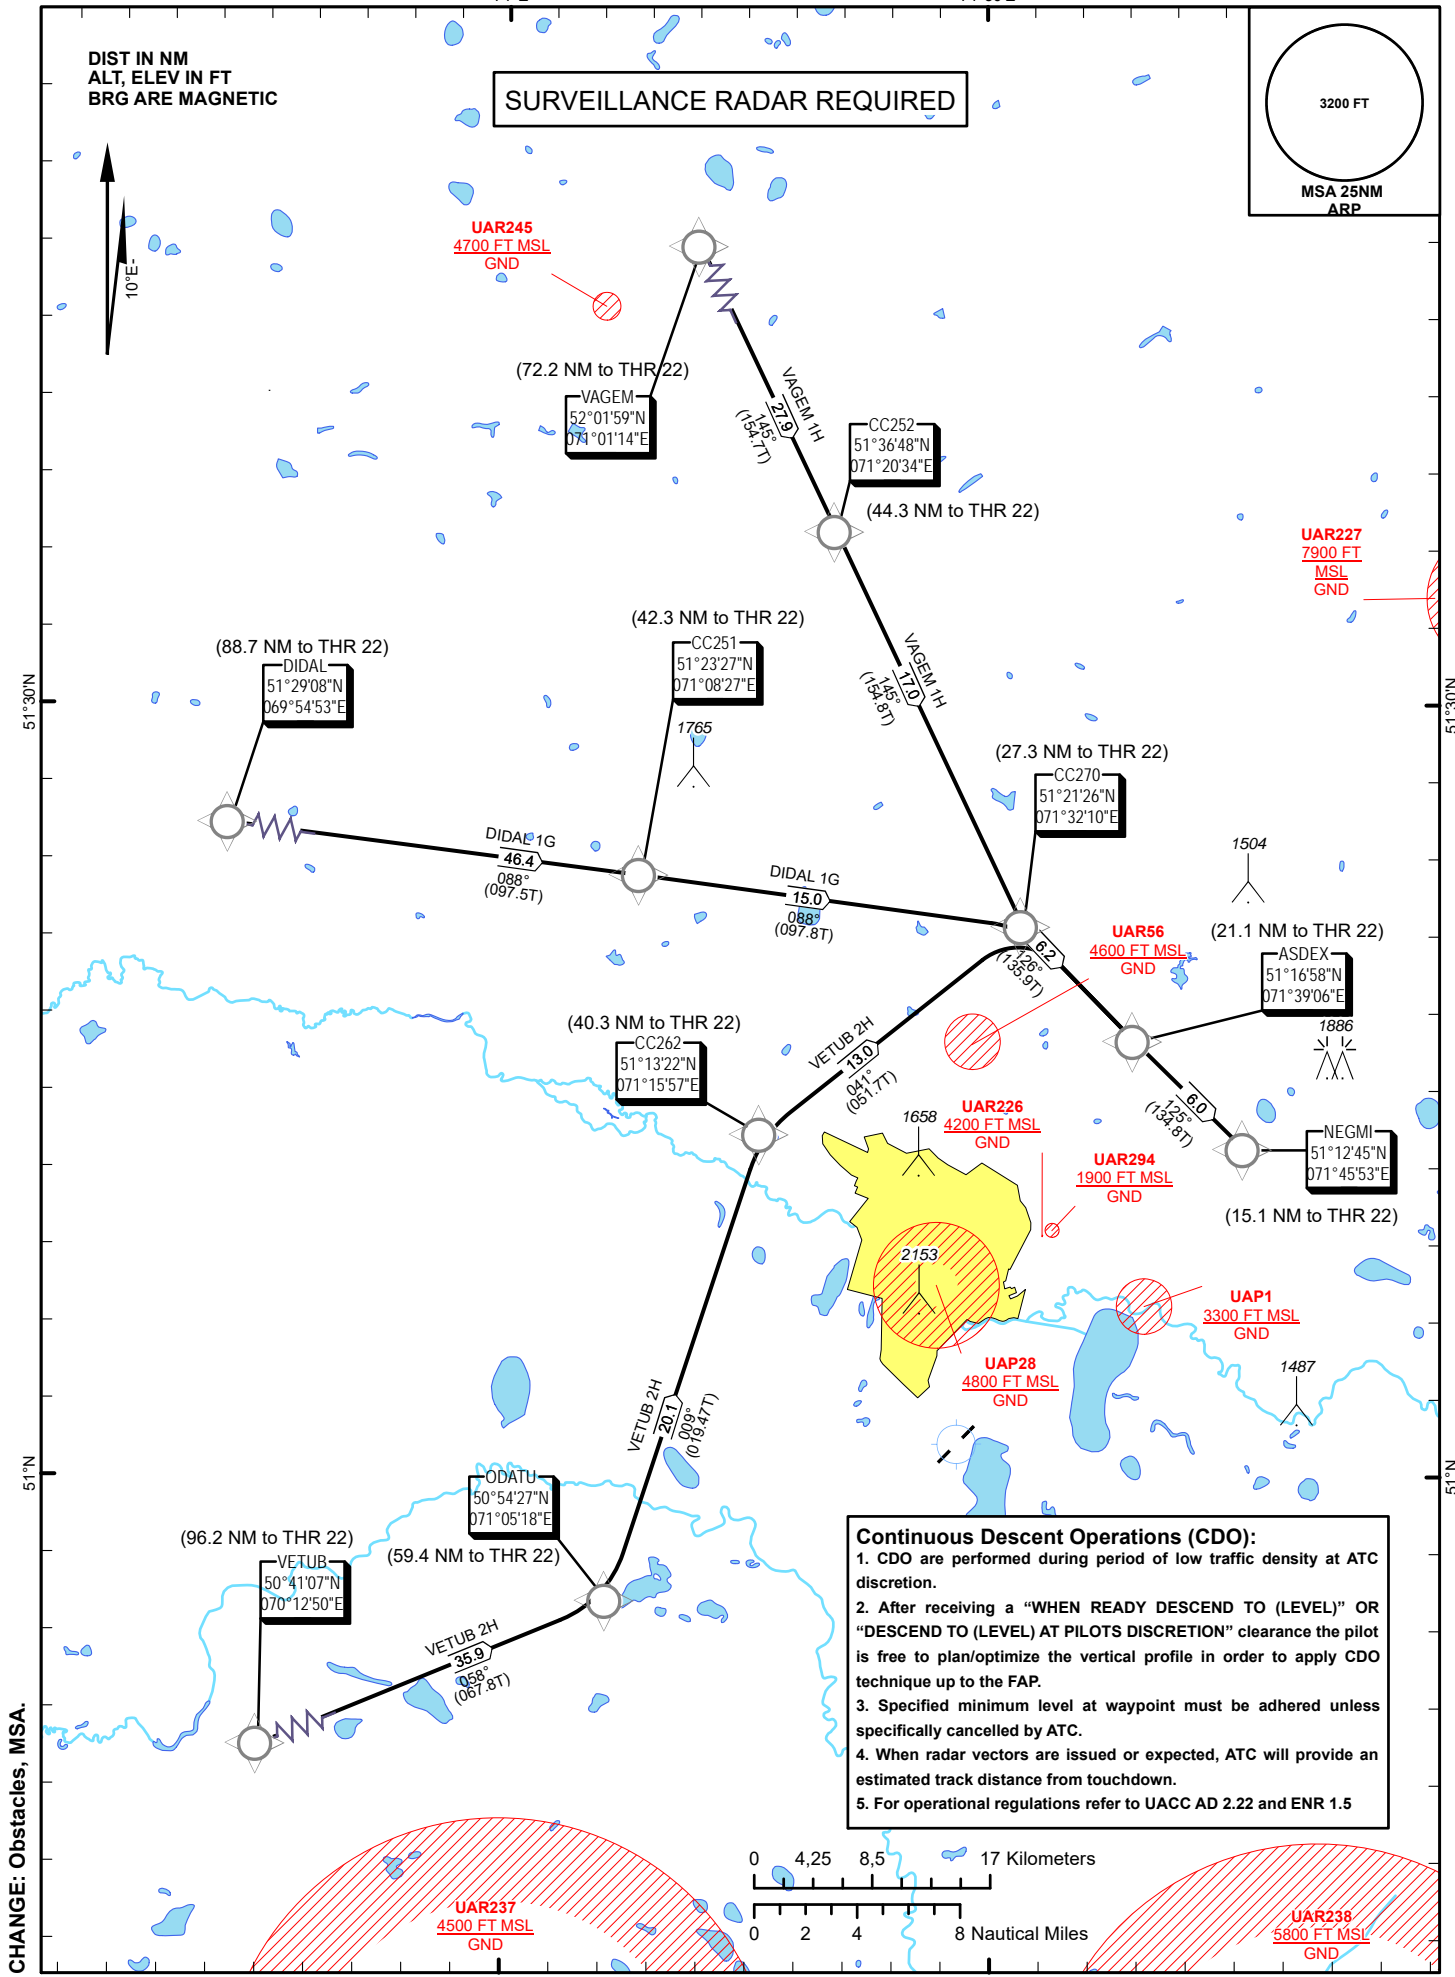 DIST IN NM
ALT, ELEV IN FT
BRG ARE MAGNETIC
SURVEILLANCE RADAR REQUIRED
3200 FT
MSA 25NM
ARP
10°E
UAR245
4700 FT MSL
GND
(72.2 NM to THR 22)
VAGEM
52°01'59"N
071°01'14"E
VAGEM 1H
27.9
145°
(154.7T)
CC252
51°36'48"N
071°20'34"E
(44.3 NM to THR 22)
UAR227
7900 FT
MSL
GND
VAGEM 1H
17.0
145°
(154.8T)
(42.3 NM to THR 22)
CC251
51°23'27"N
071°08'27"E
(88.7 NM to THR 22)
DIDAL
51°29'08"N
069°54'53"E
51°30'N
51°30'N
1765
(27.3 NM to THR 22)
CC270
51°21'26"N
071°32'10"E
DIDAL 1G
46.4
088°
(097.5T)
DIDAL 1G
15.0
088°
(097.8T)
1504
UAR56
4600 FT MSL
GND
6.2
126°
(135.9T)
(21.1 NM to THR 22)
ASDEX
51°16'58"N
071°39'06"E
1886
(40.3 NM to THR 22)
CC262
51°13'22"N
071°15'57"E
VETUB 2H
13.0
041°
(051.7T)
6.0
125°
(134.8T)
1658
UAR226
4200 FT MSL
GND
UAR294
1900 FT MSL
GND
NEGMI
51°12'45"N
071°45'53"E
(15.1 NM to THR 22)
2153
UAP1
3300 FT MSL
GND
UAP28
4800 FT MSL
GND
1487
VETUB 2H
20.1
009°
(019.47T)
51°N
51°N
ODATU
50°54'27"N
071°05'18"E
(59.4 NM to THR 22)
(96.2 NM to THR 22)
VETUB
50°41'07"N
070°12'50"E
VETUB 2H
35.9
058°
(067.8T)
Continuous Descent Operations (CDO):
1. CDO are performed during period of low traffic density at ATC
discretion.
2. After receiving a “WHEN READY DESCEND TO (LEVEL)” OR
“DESCEND TO (LEVEL) AT PILOTS DISCRETION” clearance the pilot
is free to plan/optimize the vertical profile in order to apply CDO
technique up to the FAP.
3. Specified minimum level at waypoint must be adhered unless
specifically cancelled by ATC.
4. When radar vectors are issued or expected, ATC will provide an
estimated track distance from touchdown.
5. For operational regulations refer to UACC AD 2.22 and ENR 1.5
0 4,25 8,5 17 Kilometers
0 2 4 8 Nautical Miles
UAR237
4500 FT MSL
GND
UAR238
5800 FT MSL
GND
CHANGE: Obstacles, MSA.